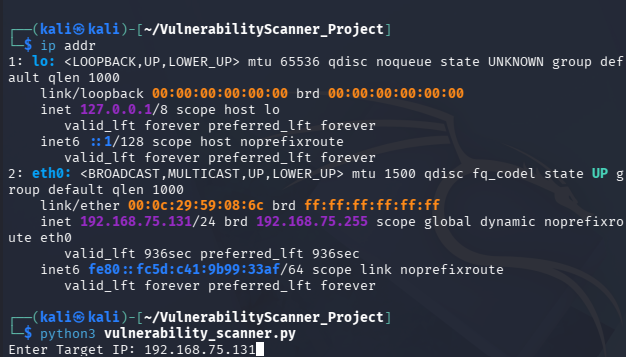 ┌──(kali㉿kali)-[~/VulnerabilityScanner_Project]
└─$ ip addr
1: lo: <LOOPBACK,UP,LOWER_UP> mtu 65536 qdisc noqueue state UNKNOWN group def
ault qlen 1000
    link/loopback 00:00:00:00:00:00 brd 00:00:00:00:00:00
    inet 127.0.0.1/8 scope host lo
       valid_lft forever preferred_lft forever
    inet6 ::1/128 scope host noprefixroute
       valid_lft forever preferred_lft forever
2: eth0: <BROADCAST,MULTICAST,UP,LOWER_UP> mtu 1500 qdisc fq_codel state UP g
roup default qlen 1000
    link/ether 00:0c:29:59:08:6c brd ff:ff:ff:ff:ff:ff
    inet 192.168.75.131/24 brd 192.168.75.255 scope global dynamic noprefixro
ute eth0
       valid_lft 936sec preferred_lft 936sec
    inet6 fe80::fc5d:c41:9b99:33af/64 scope link noprefixroute
       valid_lft forever preferred_lft forever
┌──(kali㉿kali)-[~/VulnerabilityScanner_Project]
└─$ python3 vulnerability_scanner.py
Enter Target IP: 192.168.75.131